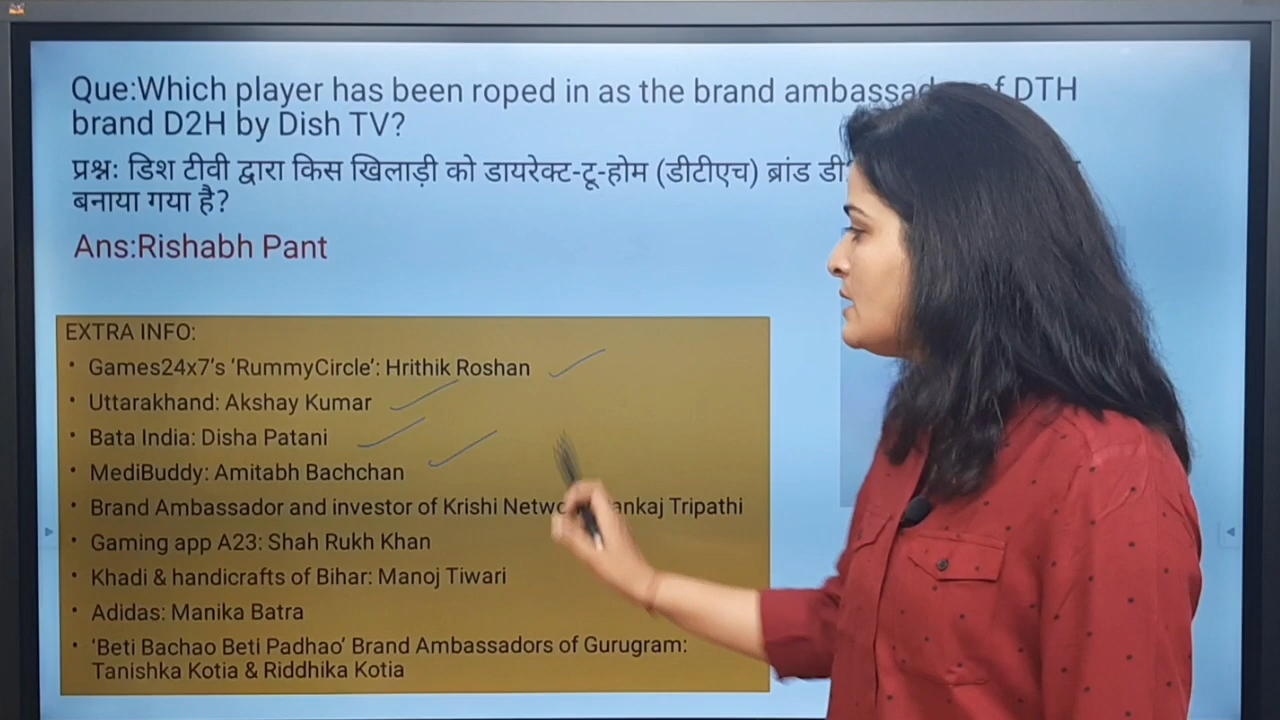 Que:Which player has been roped in as the brand of DTH
brand D2H by Dish TV?
प्रश्नः डिश टीवी द्वारा किस खिलाड़ी को डायरेक्ट-टू-होम (डीटीएच) ब्रांड
बनाया गया है?
Ans:Rishabh Pant
EXTRA INFO:
• Games24x7's 'RummyCircle': Hrithik Roshan
• Uttarakhand: Akshay Kumar
• Bata India: Disha Patani
• MediBuddy: Amitabh Bachchan
• Brand Ambassador and investor of Krishi Tripathi
• Gaming app A23: Shah Rukh Khan
• Khadi & handicrafts of Bihar: Manoj Tiwari
• Adidas: Manika Batra
• 'Beti Bachao Beti Padhao' Brand Ambassadors of Gurugram:
Tanishka Kotia & Riddhika Kotia